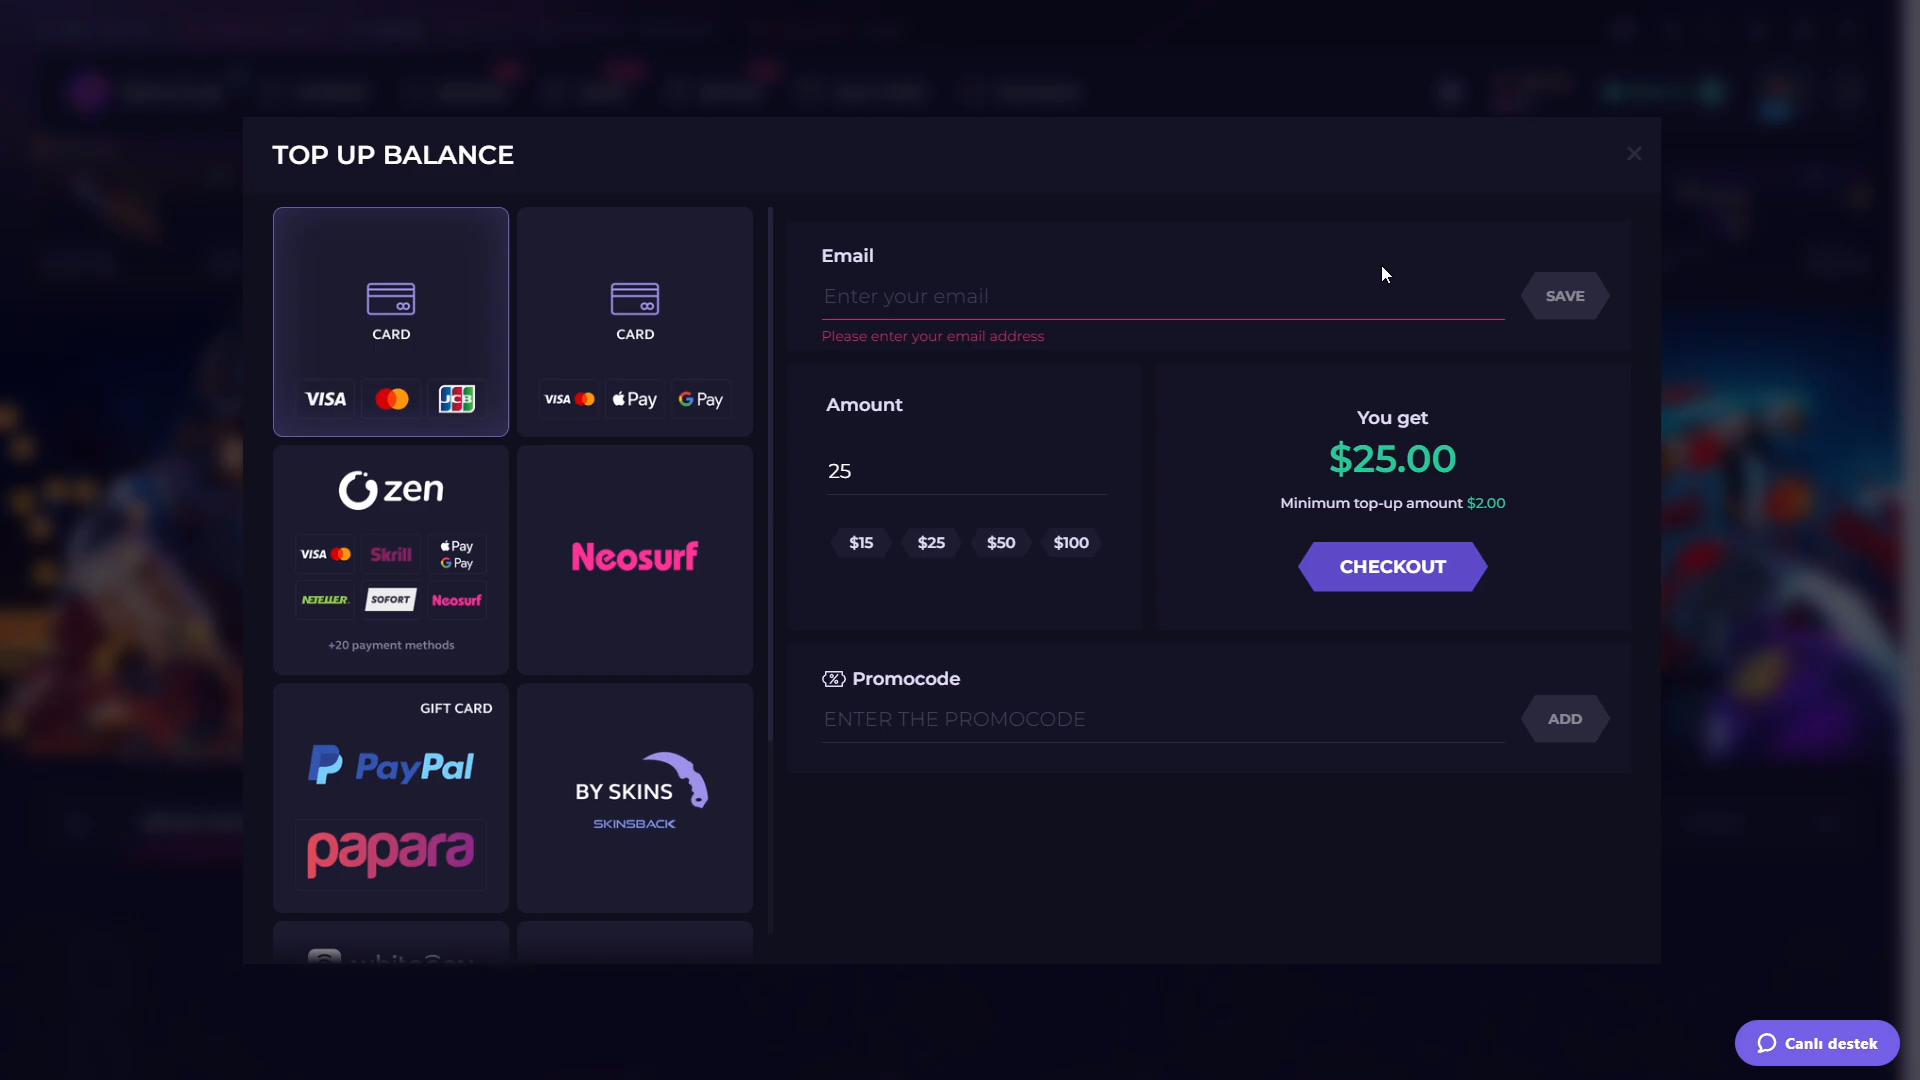 TOP UP BALANCE
CARD
VISA
JCB
CARD
VISA
Pay
G Pay
zen
VISA
Skrill
Pay
G Pay
NETELLER
SOFORT
Neosurf
+20 payment methods
Neosurf
GIFT CARD
PayPal
papara
BY SKINS
SKINSBACK
Email
Enter your email
SAVE
Please enter your email address
Amount
25
$15
$25
$50
$100
You get
$25.00
Minimum top-up amount $2.00
CHECKOUT
Promocode
ENTER THE PROMOCODE
ADD
Canlı destek